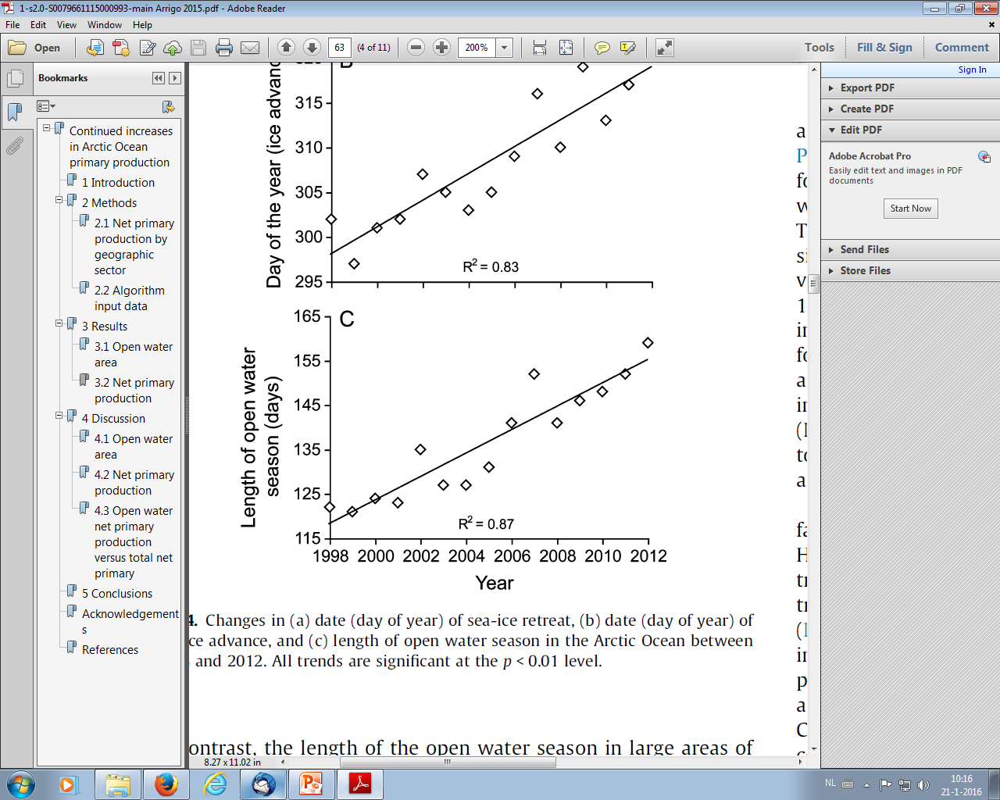 1-s2.0-S0079661115000993-main Arrigo 2015.pdf - Adobe Reader
File Edit View Window Help
Open 63 (4 of 11) 200% Tools Fill & Sign Comment
Sign In
Bookmarks
Continued increases
in Arctic Ocean
primary production
1 Introduction
2 Methods
2.1 Net primary
production by
geographic
sector
2.2 Algorithm
input data
3 Results
3.1 Open water
area
3.2 Net primary
production
4 Discussion
4.1 Open water
area
4.2 Net primary
production
4.3 Open water
net primary
production
versus total net
primary
5 Conclusions
Acknowledgement
s
References
Day of the year (ice advanc
315
310
305
300
295
R2 = 0.83
C
Length of open water
season (days)
165
155
145
135
125
115
R2 = 0.87
1998 2000 2002 2004 2006 2008 2010 2012
Year
4. Changes in (a) date (day of year) of sea-ice retreat, (b) date (day of year) of
ce advance, and (c) length of open water season in the Arctic Ocean between
and 2012. All trends are significant at the p < 0.01 level.
ontrast, the length of the open water season in large areas of
8.27 x 11.02 in
Export PDF
Create PDF
Edit PDF
Adobe Acrobat Pro
Easily edit text and images in PDF
documents
Start Now
Send Files
Store Files
NL
10:16
21-1-2016